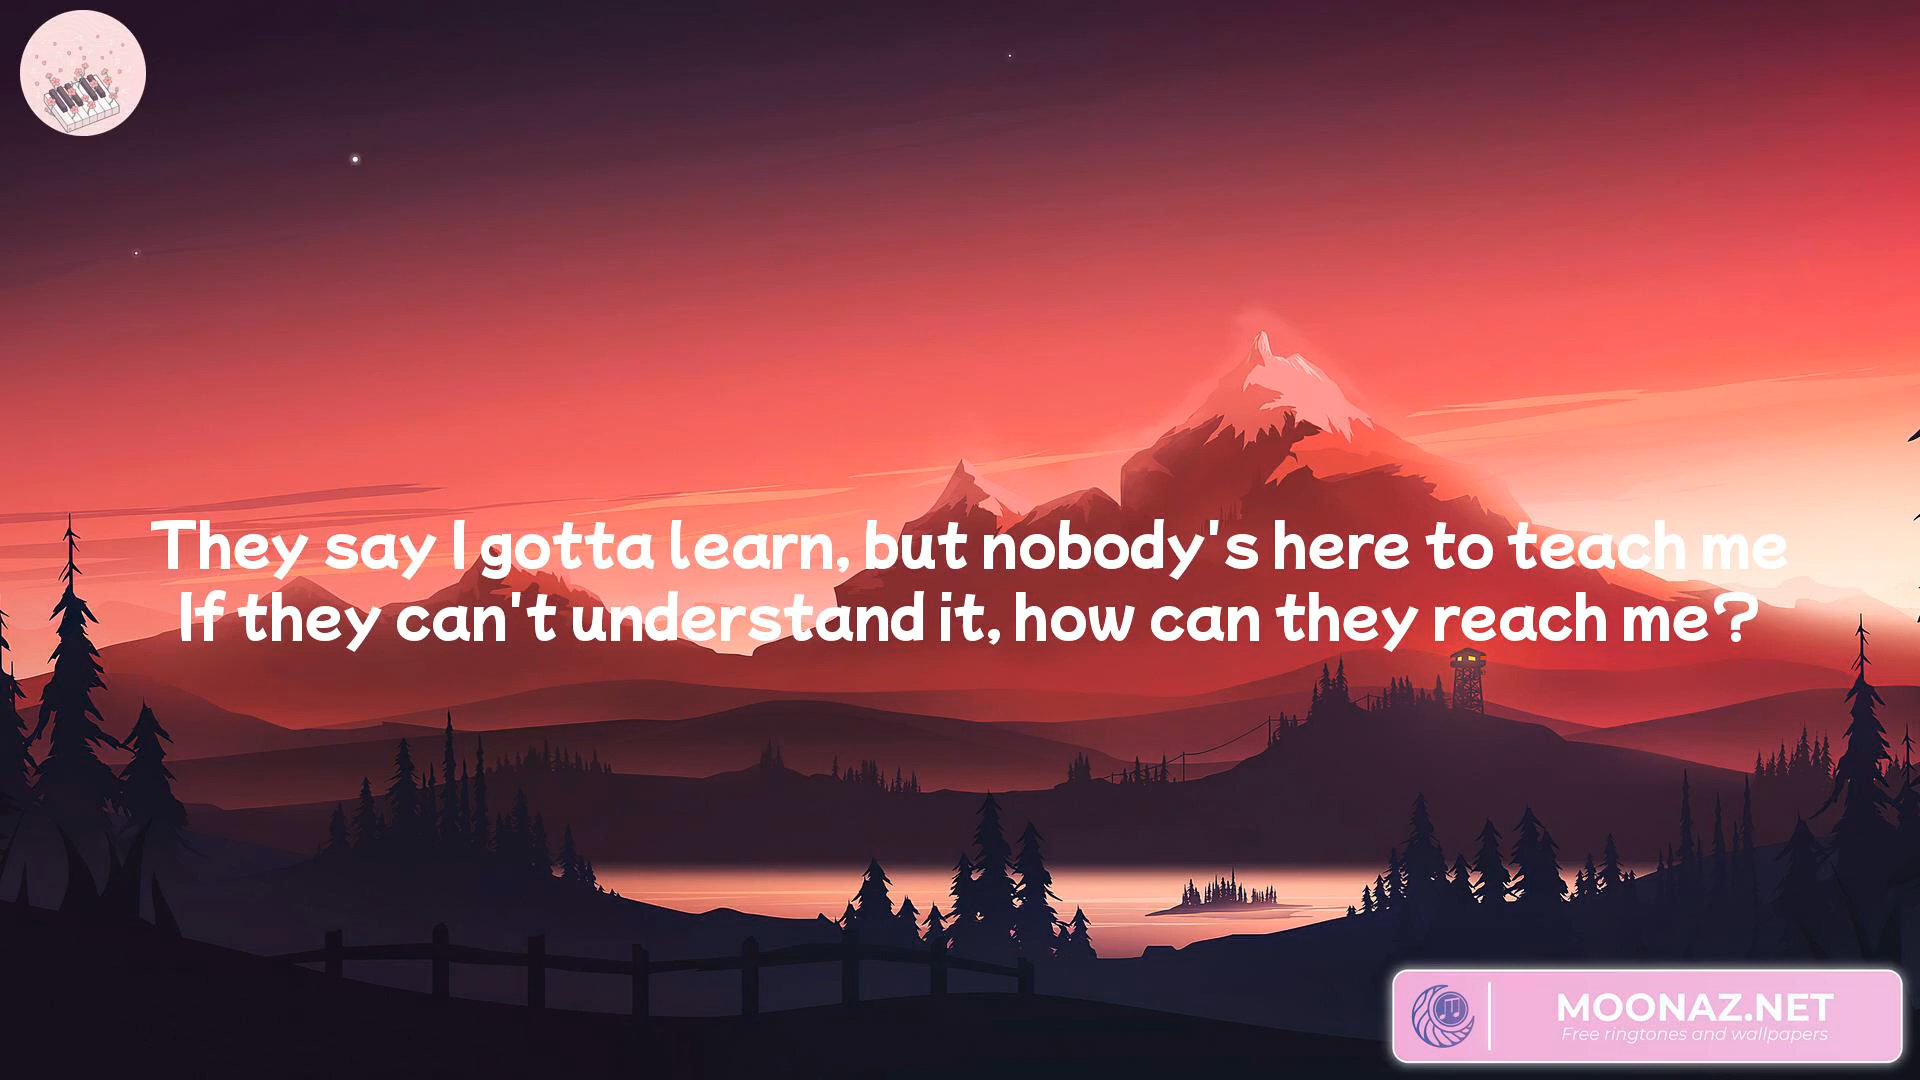 They say I gotta learn, but nobody's here to teach me
If they can't understand it, how can they reach me?
MOONAZ.NET
Free ringtones and wallpapers